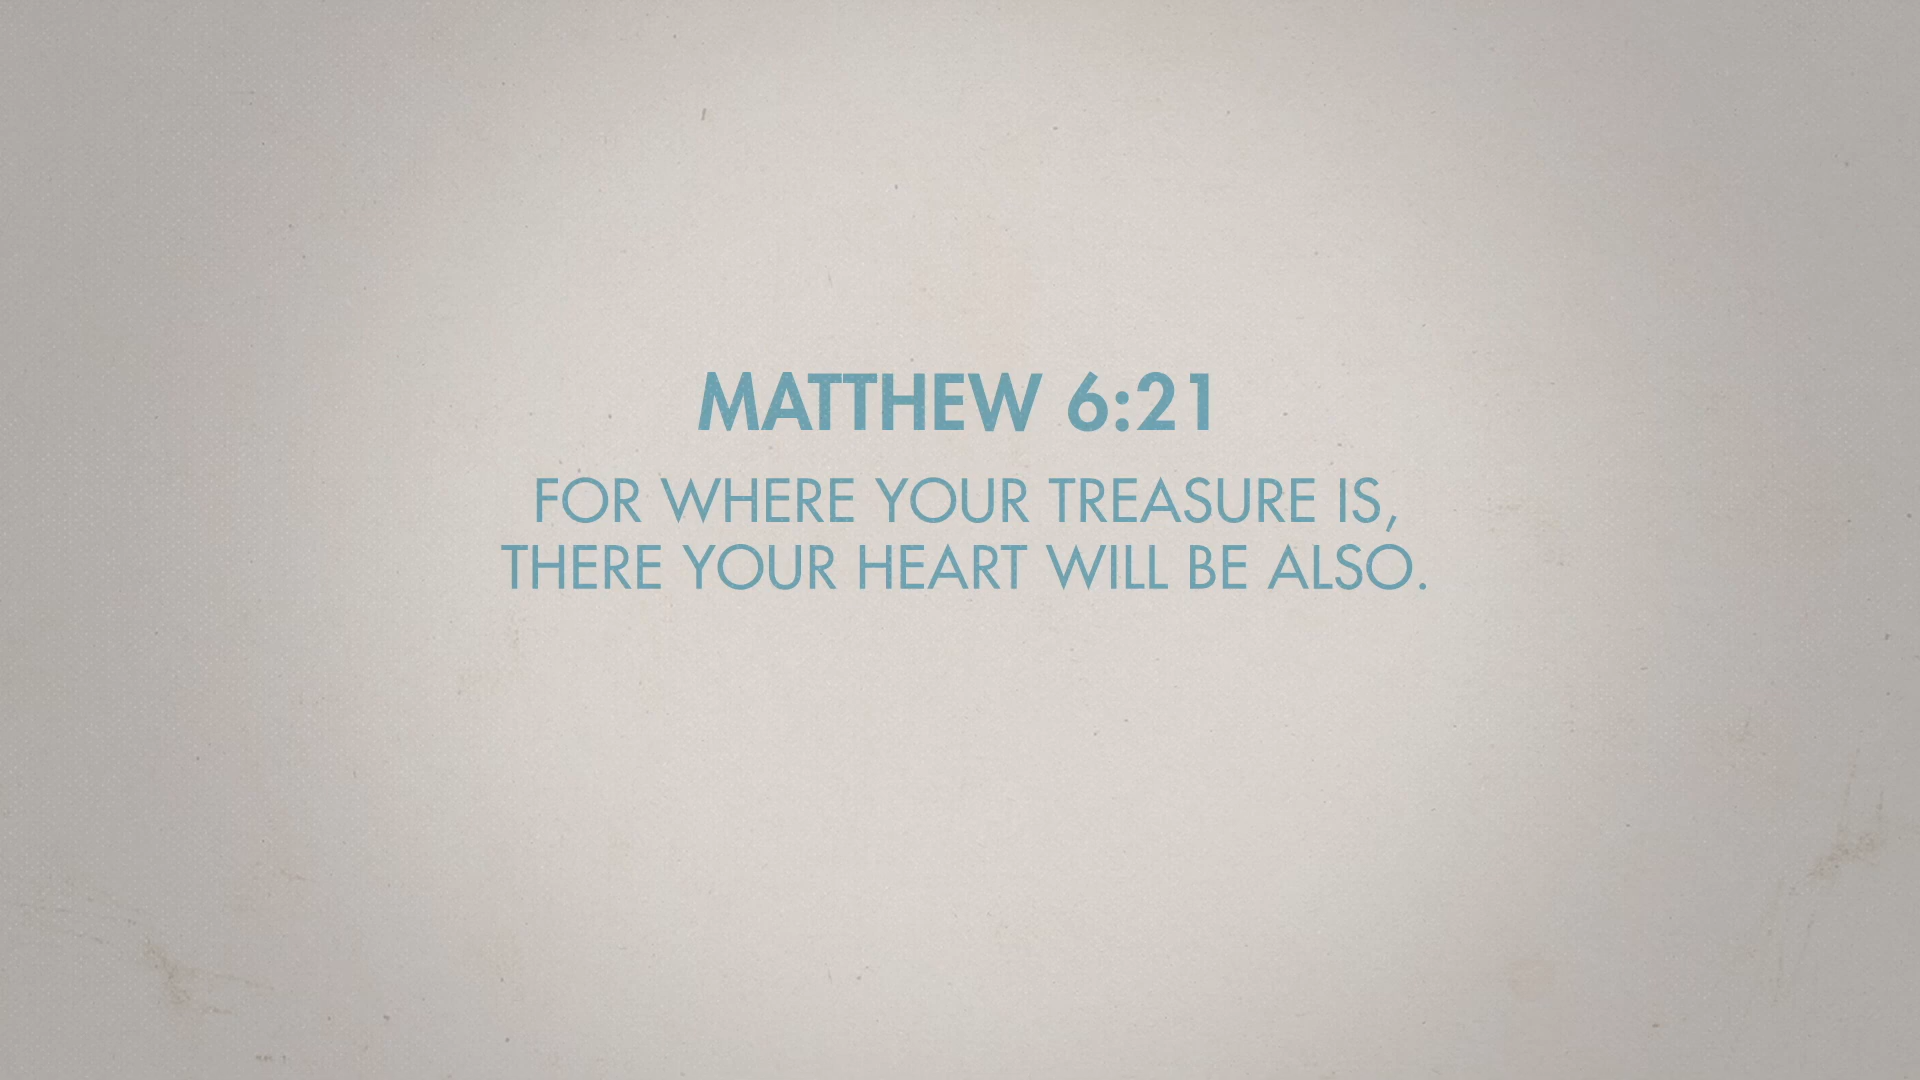 MATTHEW 6:21
FOR WHERE YOUR TREASURE IS,
THERE YOUR HEART WILL BE ALSO.